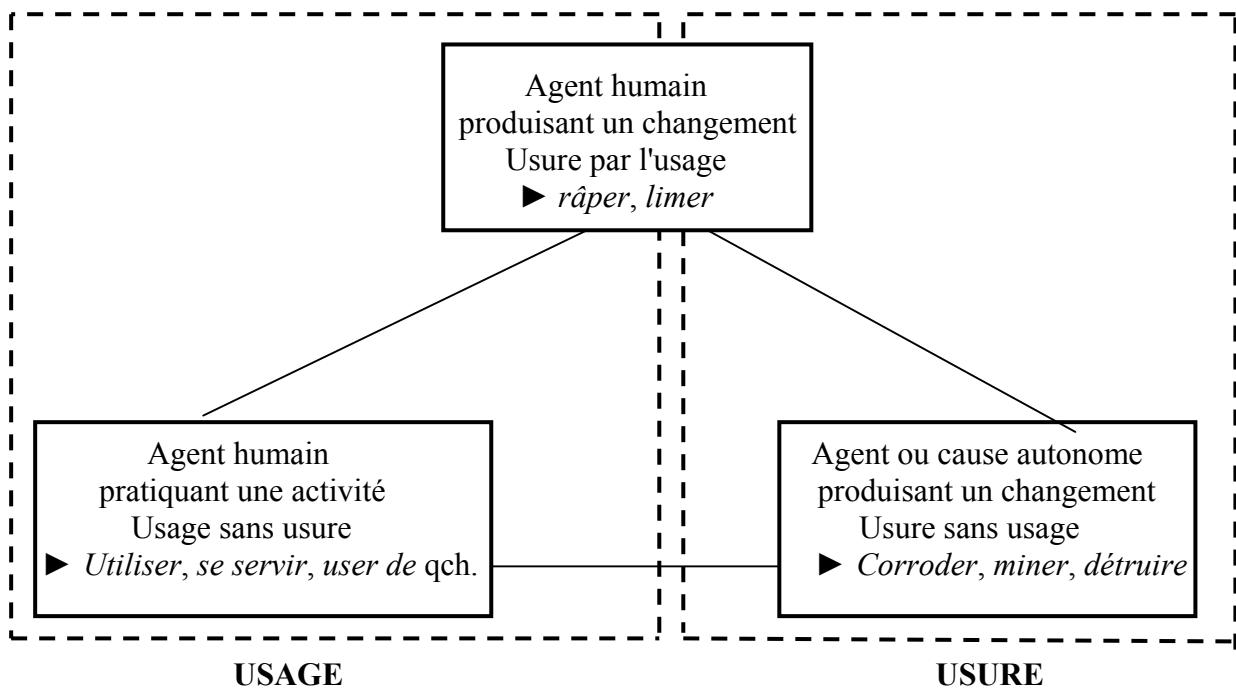 Agent humain
produisant un changement
Usure par l'usage
► râper, limer
Agent humain
pratiquant une activité
Usage sans usure
► Utiliser, se servir, user de qch.
Agent ou cause autonome
produisant un changement
Usure sans usage
► Corroder, miner, détruire
USAGE
USURE